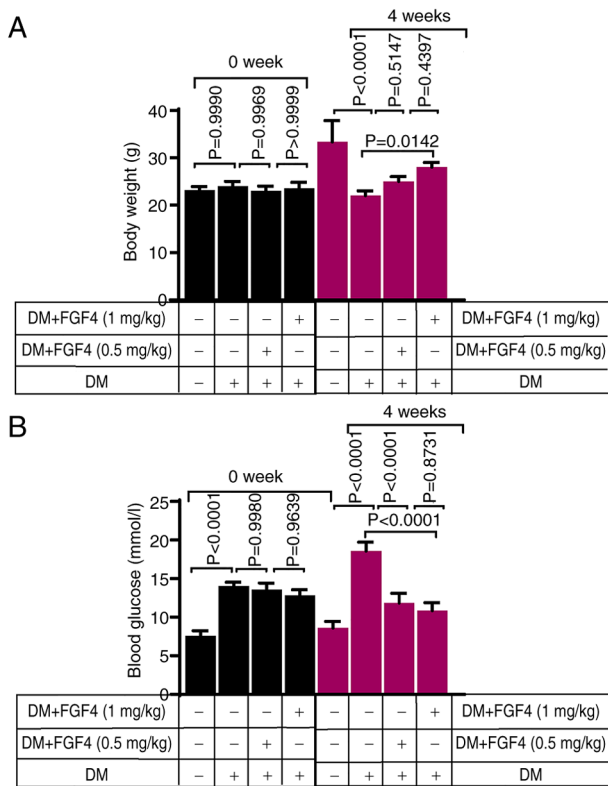 A
4 weeks
0 week
P=0.9990
P=0.9969
P>0.9999
P<0.0001
P=0.5147
P=0.4397
P=0.0142
Body weight (g)
40
30
20
10
0
DM+FGF4 (1 mg/kg) − − − + − − − + DM+FGF4 (1 mg/kg)
DM+FGF4 (0.5 mg/kg) − − + − − − + − DM+FGF4 (0.5 mg/kg)
DM − + + + − + + + DM
B
4 weeks
0 week
P<0.0001
P=0.9980
P=0.9639
P<0.0001
P<0.0001
P=0.8731
P<0.0001
Blood glucose (mmol/l)
25
20
15
10
5
0
DM+FGF4 (1 mg/kg) − − − + − − − + DM+FGF4 (1 mg/kg)
DM+FGF4 (0.5 mg/kg) − − + − − − + − DM+FGF4 (0.5 mg/kg)
DM − + + + − + + + DM